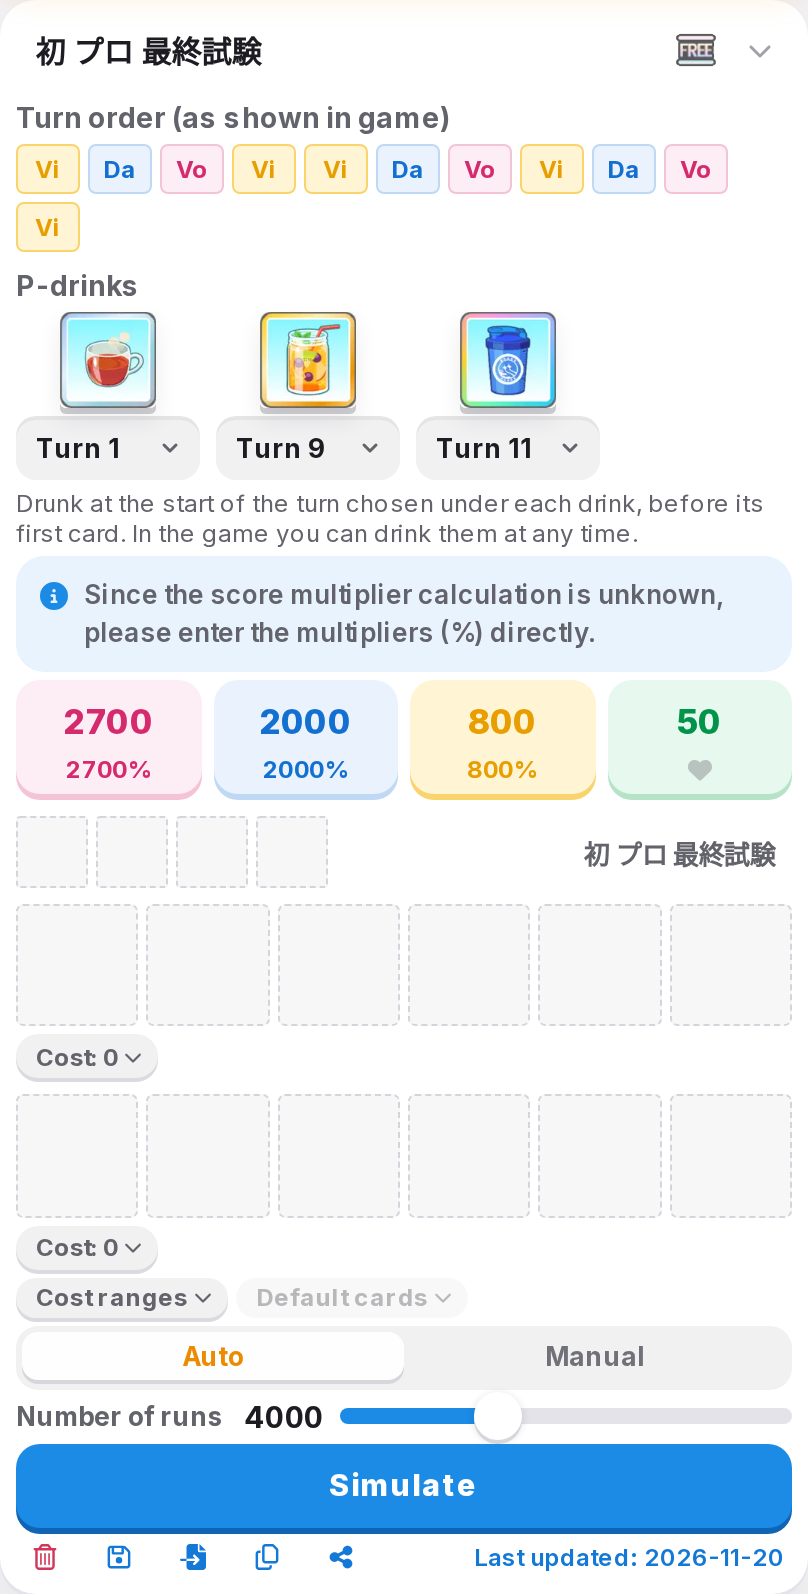 初 プロ 最終試験
FREE
Turn order (as shown in game)
Vi Da Vo Vi Vi Da Vo Vi Da Vo
Vi
P-drinks
Turn 1 Turn 9 Turn 11
Drunk at the start of the turn chosen under each drink, before its
first card. In the game you can drink them at any time.
Since the score multiplier calculation is unknown,
please enter the multipliers (%) directly.
2700 2000 800 50
2700% 2000% 800%
初 プロ 最終試験
Cost: 0
Cost: 0
Cost ranges Default cards
Auto Manual
Number of runs 4000
Simulate
Last updated: 2026-11-20